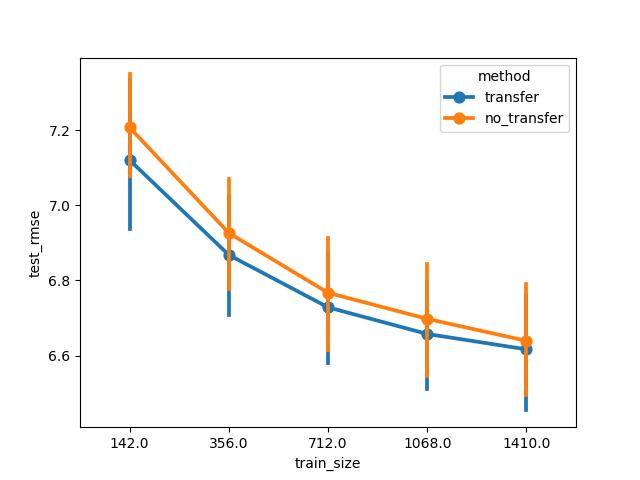 method
transfer
no_transfer
7.2
7.0
6.8
6.6
test_rmse
142.0 356.0 712.0 1068.0 1410.0
train_size